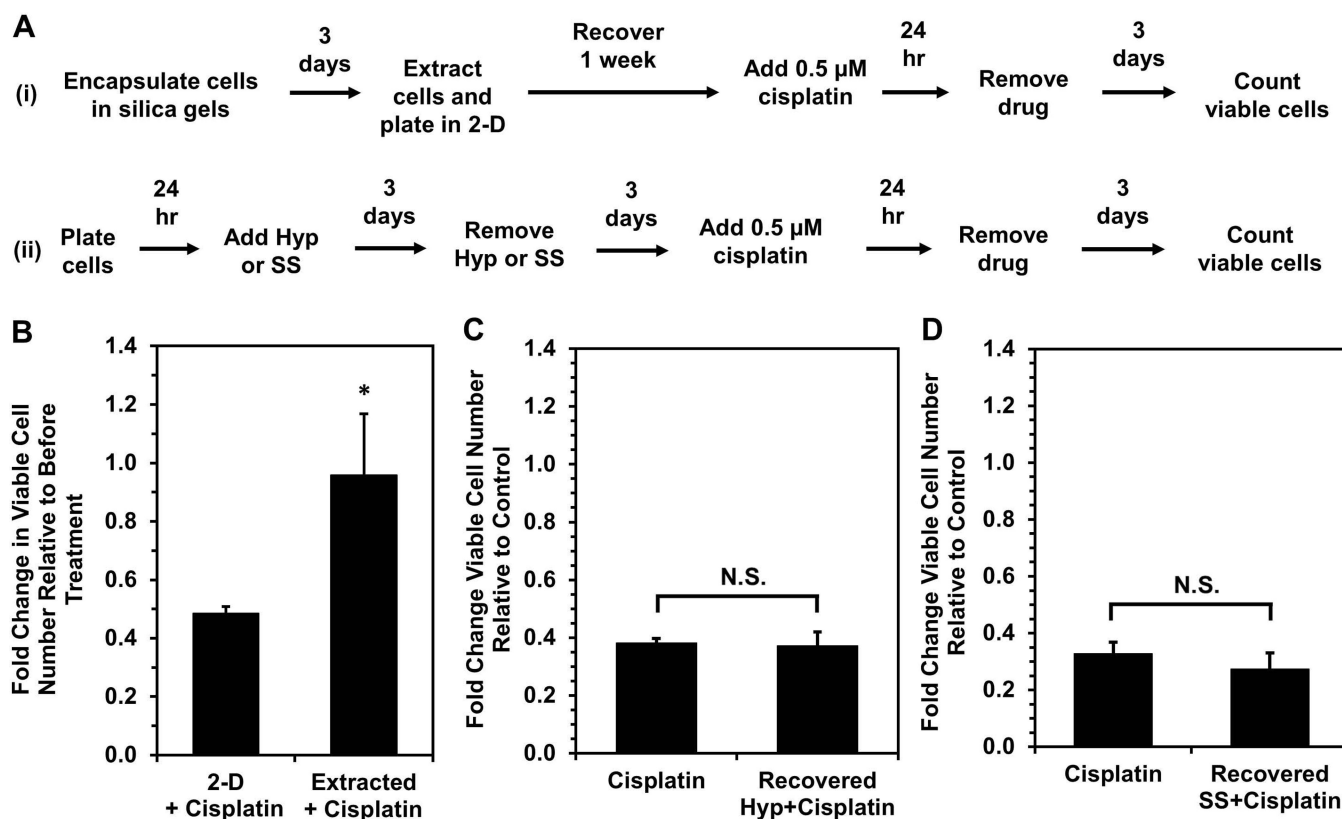 A
(i)
Encapsulate cells
in silica gels
3
days
Extract
cells and
plate in 2-D
Recover
1 week
Add 0.5 µM
cisplatin
24
hr
Remove
drug
3
days
Count
viable cells
(ii)
Plate
cells
24
hr
Add Hyp
or SS
3
days
Remove
Hyp or SS
3
days
Add 0.5 µM
cisplatin
24
hr
Remove
drug
3
days
Count
viable cells
B
Fold Change in Viable Cell
Number Relative to Before
Treatment
1.4
1.2
1.0
0.8
0.6
0.4
0.2
0.0
*
2-D
+ Cisplatin
Extracted
+ Cisplatin
C
Fold Change Viable Cell Number
Relative to Control
1.4
1.2
1.0
0.8
0.6
0.4
0.2
0.0
N.S.
Cisplatin
Recovered
Hyp+Cisplatin
D
Fold Change Viable Cell Number
Relative to Control
1.4
1.2
1.0
0.8
0.6
0.4
0.2
0.0
N.S.
Cisplatin
Recovered
SS+Cisplatin